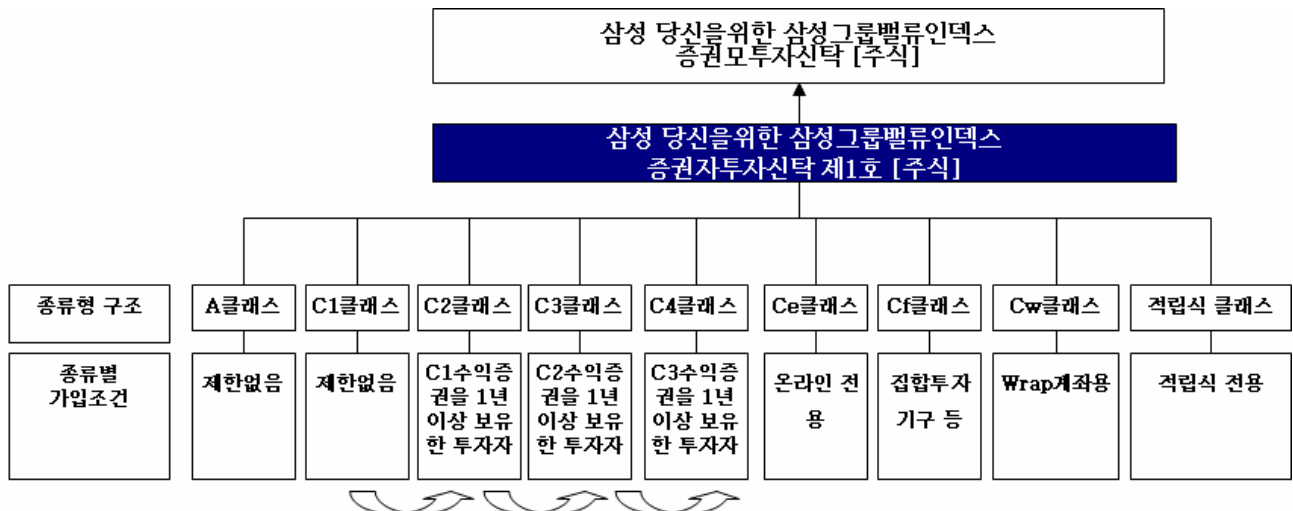 삼성 당신을위한 삼성그룹밸류인덱스
증권모투자신탁 [주식]
삼성 당신을위한 삼성그룹밸류인덱스
증권자투자신탁 제1호 [주식]
종류형 구조
A클래스
C1클래스
C2클래스
C3클래스
C4클래스
Ce클래스
Cf클래스
Cw클래스
적립식 클래스
종류별
가입조건
제한없음
제한없음
C1수익증
권을 1년
이상 보유
한 투자자
C2수익증
권을 1년
이상 보유
한 투자자
C3수익증
권을 1년
이상 보유
한 투자자
온라인 전
용
집합투자
기구 등
Wrap계좌용
적립식 전용